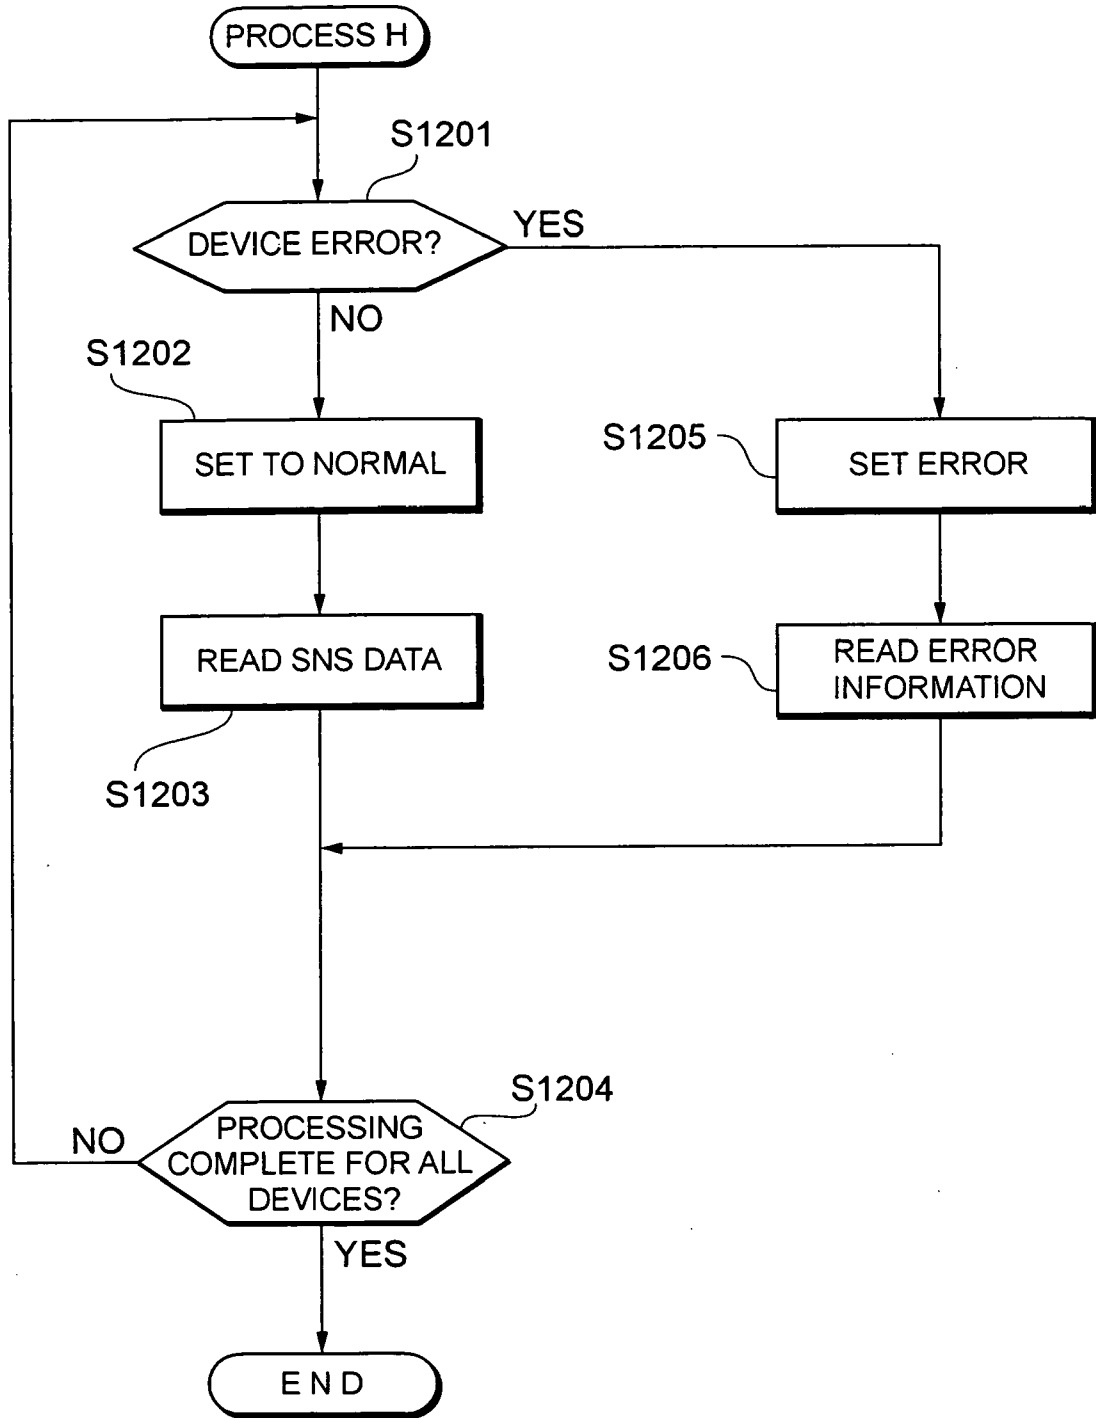 PROCESS H
S1201
DEVICE ERROR?
YES
NO
S1202
SET TO NORMAL
S1205
SET ERROR
READ SNS DATA
S1203
S1206
READ ERROR
INFORMATION
S1204
PROCESSING
COMPLETE FOR ALL
DEVICES?
NO
YES
END